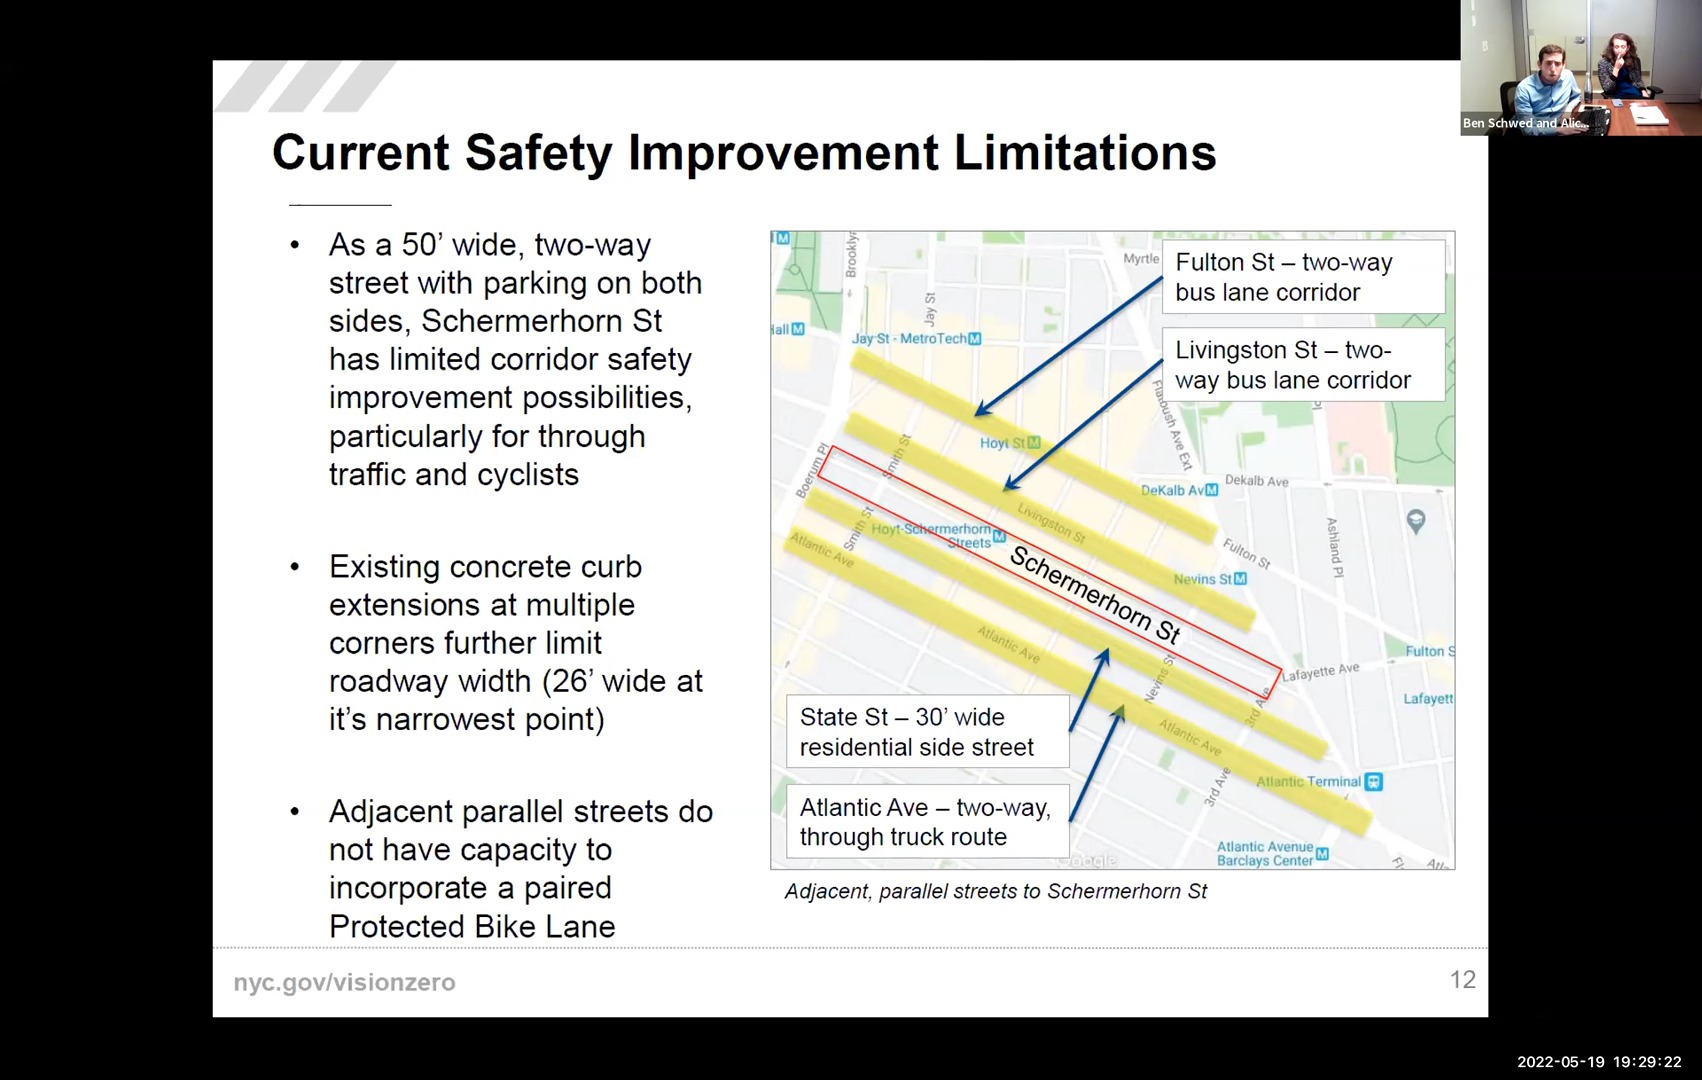 Ben Schwed and Alic...
Current Safety Improvement Limitations
• As a 50’ wide, two-way
street with parking on both
sides, Schermerhorn St
has limited corridor safety
improvement possibilities,
particularly for through
traffic and cyclists
• Existing concrete curb
extensions at multiple
corners further limit
roadway width (26’ wide at
it’s narrowest point)
• Adjacent parallel streets do
not have capacity to
incorporate a paired
Protected Bike Lane
M
Brooklyn
Myrtle
Fulton St – two-way
bus lane corridor
Jay St
Hall M
Jay St - MetroTech M
Livingston St – two-
way bus lane corridor
Flatbush Ave Ext
Hoyt St M
Smith St
Boerum Pl
DeKalb Av M
Dekalb Ave
Ashland Pl
Livingston St
Hoyt-Schermerhorn
Streets M
Smith St
Atlantic Ave
Fulton St
Nevins St M
Schermerhorn St
Atlantic Ave
Fulton S
Lafayette Ave
Lafayett
Nevins St
3rd Ave
State St – 30’ wide
residential side street
Atlantic Ave
Atlantic Terminal
3rd Ave
Atlantic Ave – two-way,
through truck route
Google
Atlantic Avenue
Barclays Center M
Adjacent, parallel streets to Schermerhorn St
nyc.gov/visionzero
12
2022-05-19 19:29:22